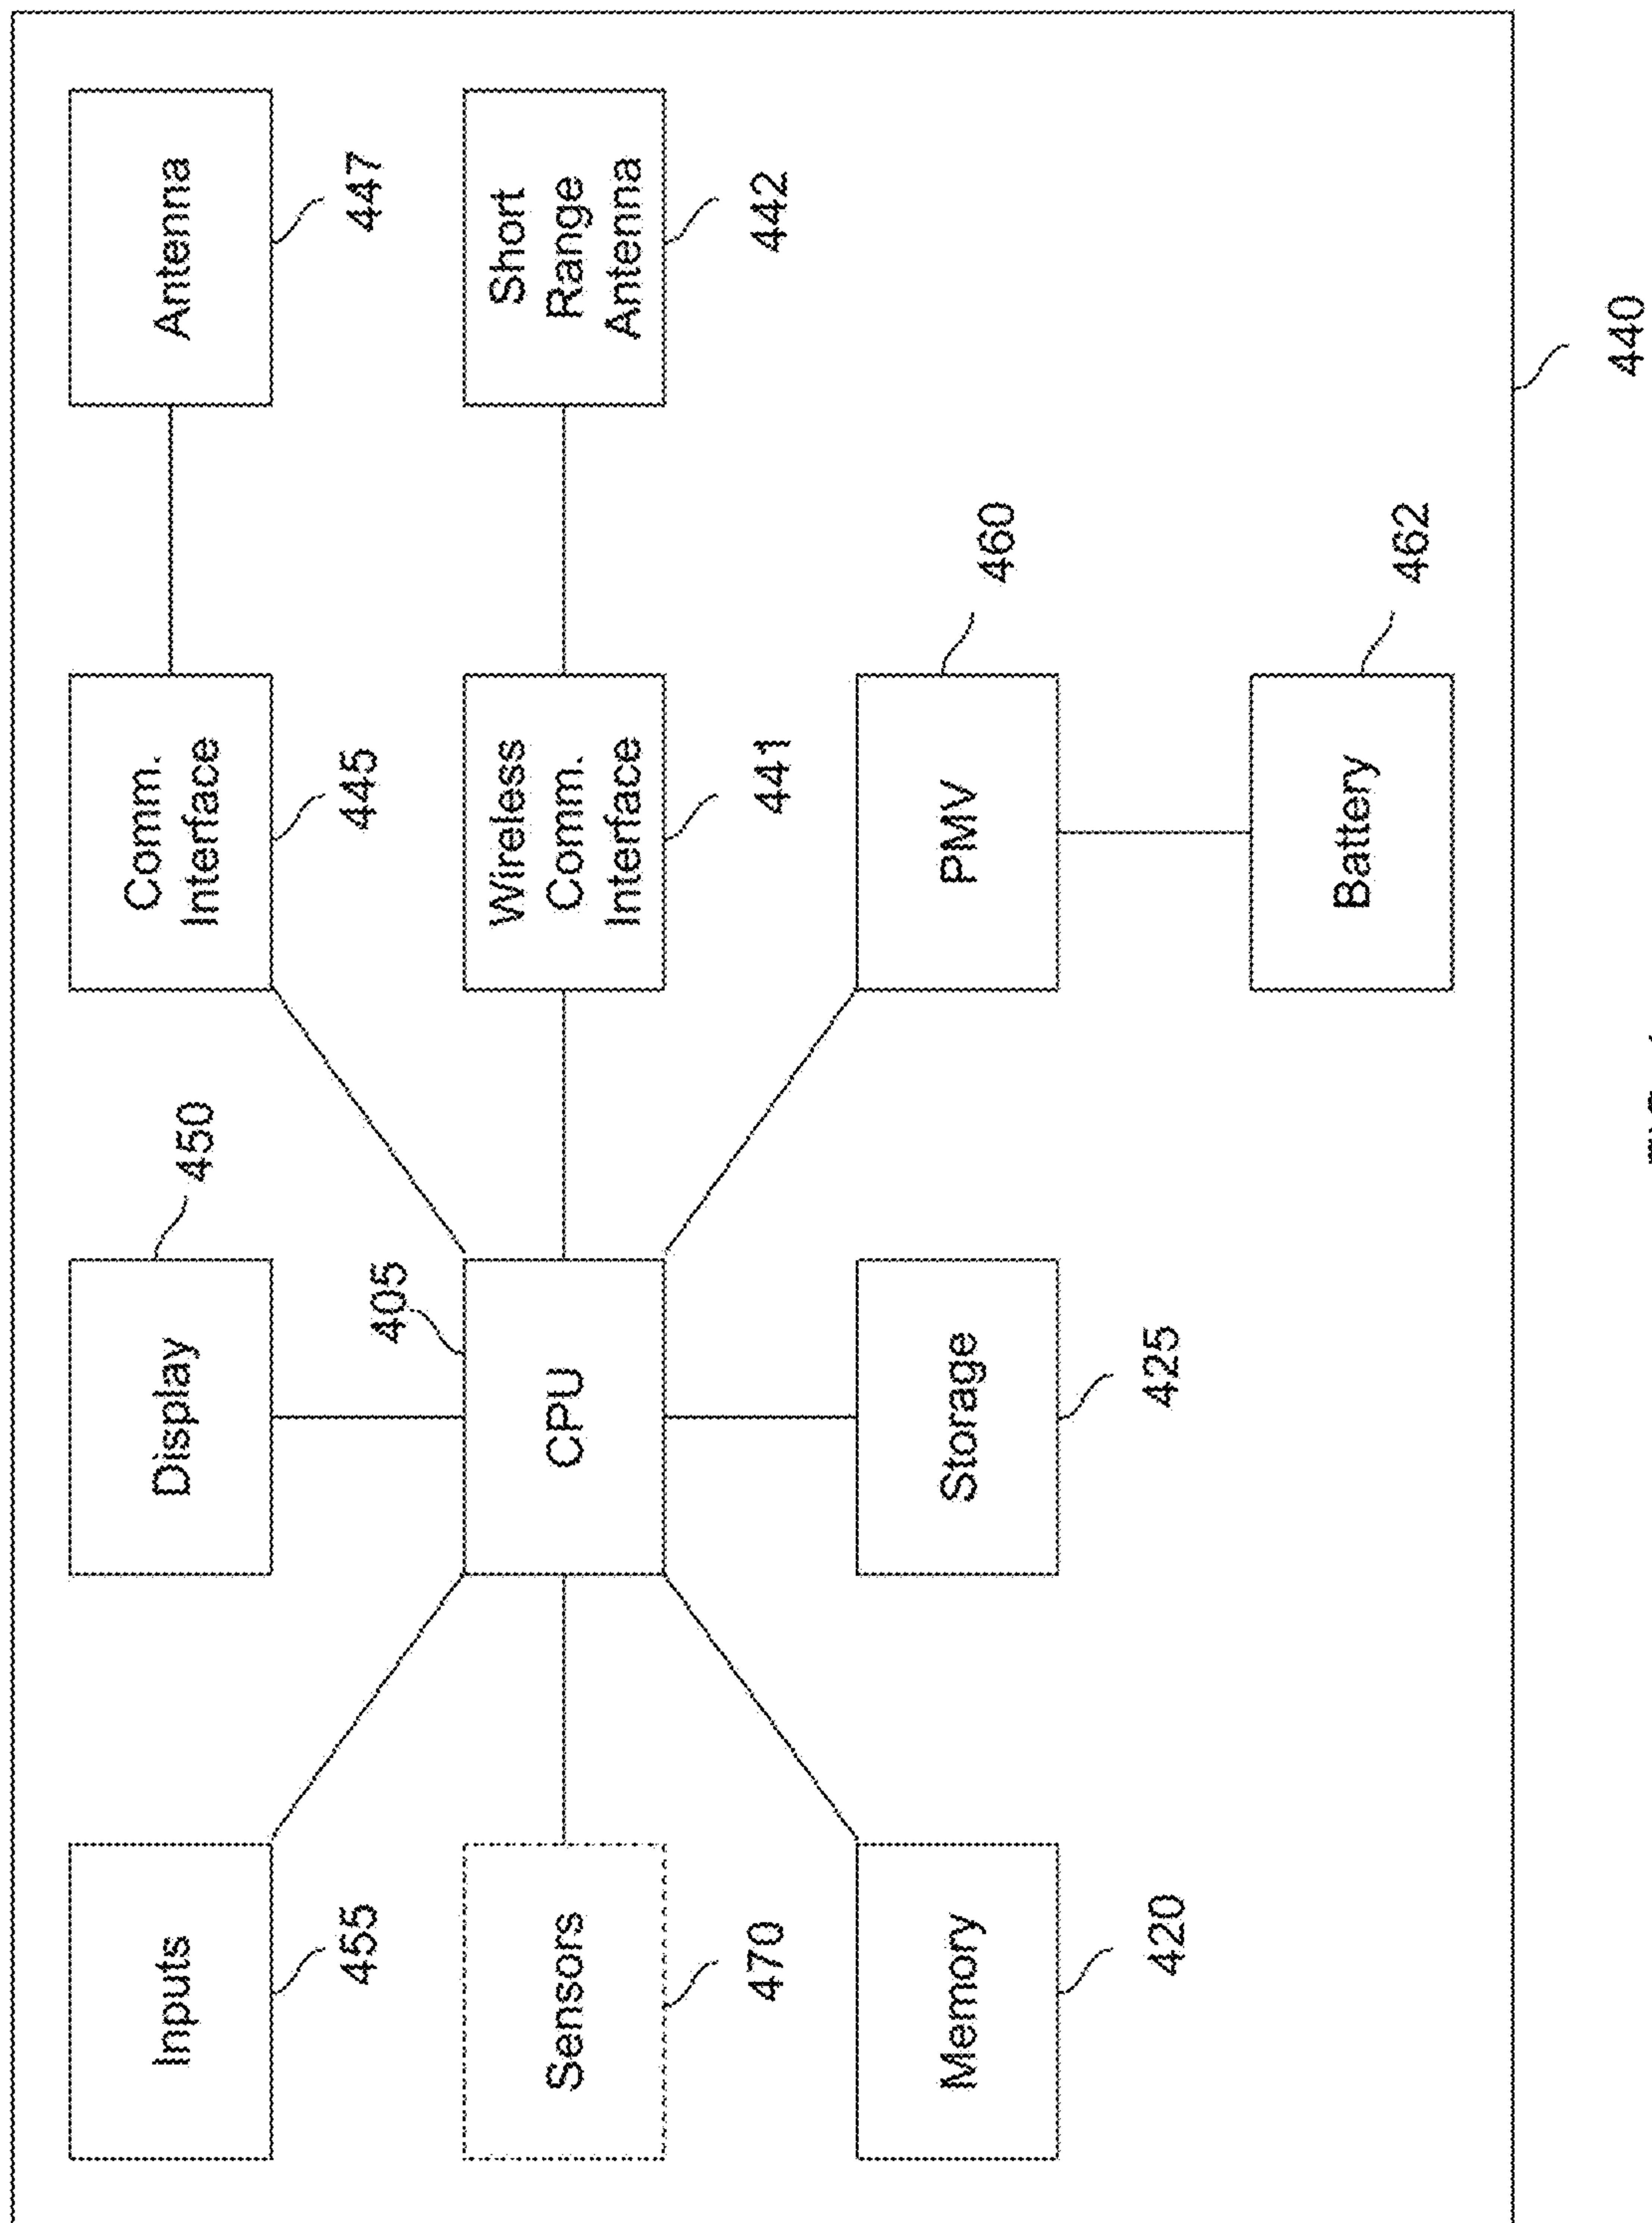 Inputs
455
Display
450
Comm.
Interface
445
Antenna
447
Sensors
470
CPU
405
Wireless
Comm.
Interface
441
Short
Range
Antenna
442
Memory
420
Storage
425
PMV
460
Battery
462
440